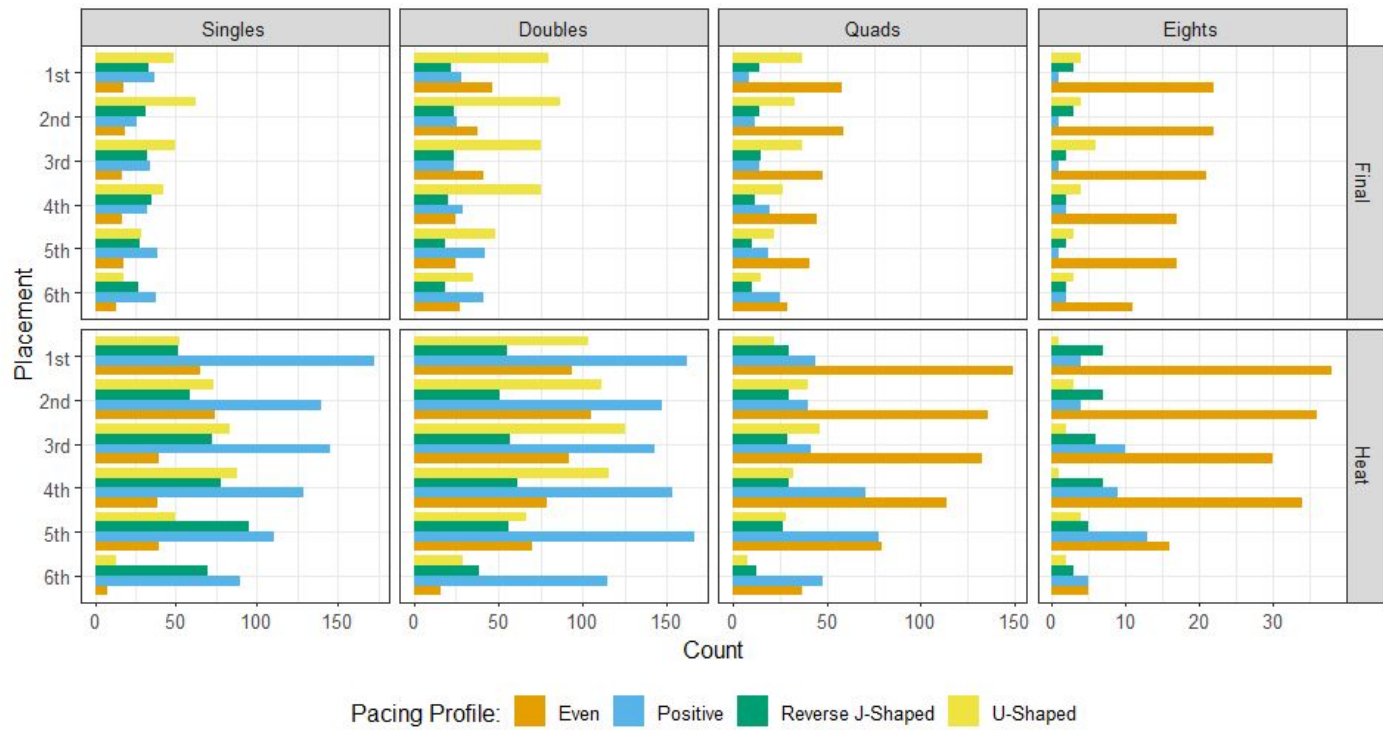 Singles Doubles Quads Eights
Placement
1st
2nd
3rd
4th
5th
6th
Final
1st
2nd
3rd
4th
5th
6th
Heat
0 50 100 150 0 50 100 150 0 50 100 150 0 10 20 30
Count
Pacing Profile: Even Positive Reverse J-Shaped U-Shaped